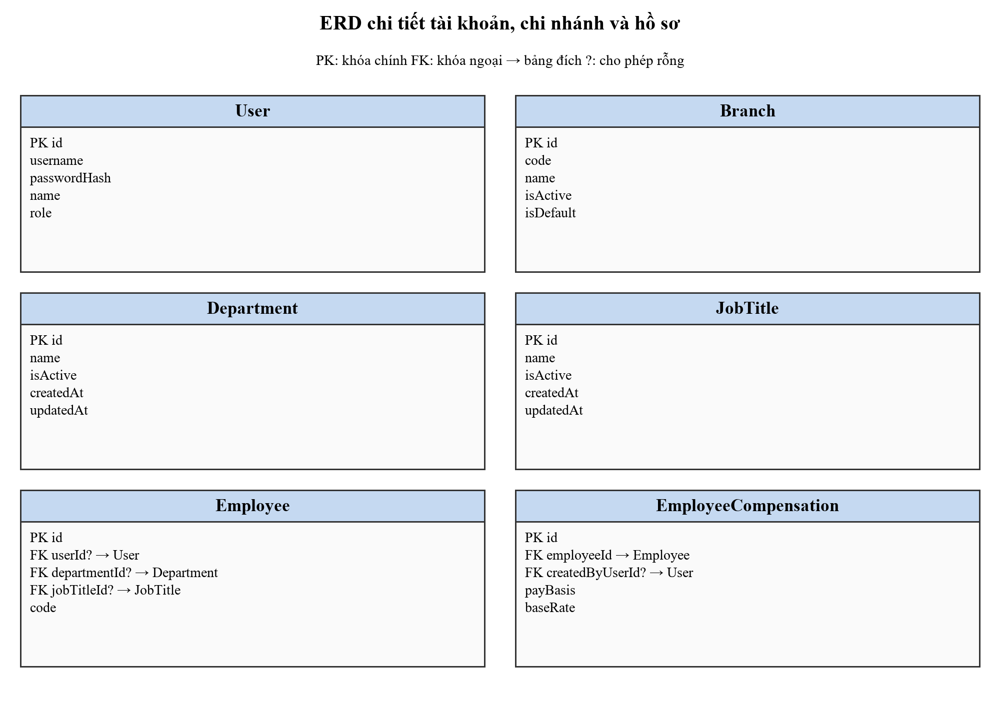 ERD chi tiết tài khoản, chi nhánh và hồ sơ
PK: khóa chính FK: khóa ngoại → bảng đích ?: cho phép rỗng
User
PK id
username
passwordHash
name
role
Branch
PK id
code
name
isActive
isDefault
Department
PK id
name
isActive
createdAt
updatedAt
JobTitle
PK id
name
isActive
createdAt
updatedAt
Employee
PK id
FK userId? → User
FK departmentId? → Department
FK jobTitleId? → JobTitle
code
EmployeeCompensation
PK id
FK employeeId → Employee
FK createdByUserId? → User
payBasis
baseRate